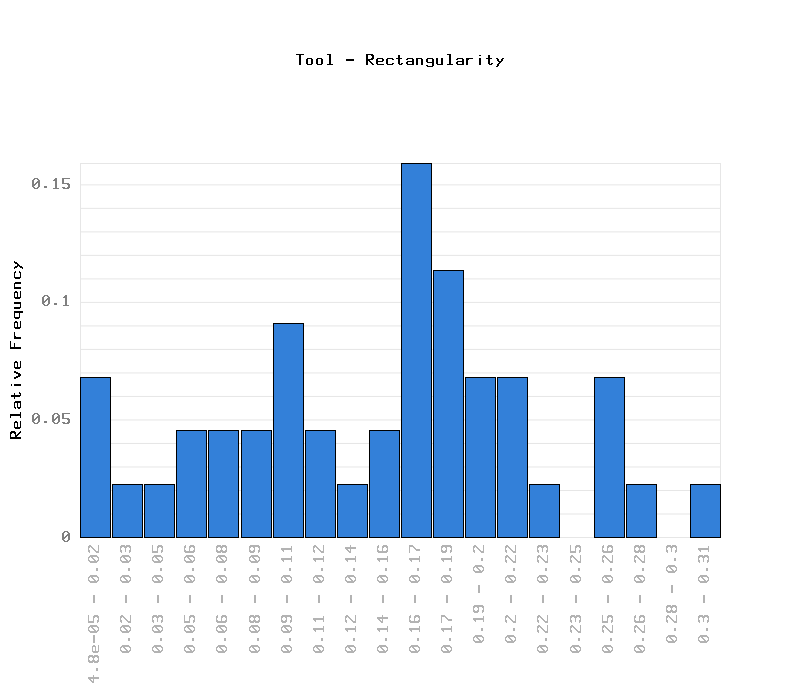 Tool - Rectangularity
Relative Frequency
0.15
0.1
0.05
0
4.8e-05 - 0.02
0.02 - 0.03
0.03 - 0.05
0.05 - 0.06
0.06 - 0.08
0.08 - 0.09
0.09 - 0.11
0.11 - 0.12
0.12 - 0.14
0.14 - 0.16
0.16 - 0.17
0.17 - 0.19
0.19 - 0.2
0.2 - 0.22
0.22 - 0.23
0.23 - 0.25
0.25 - 0.26
0.26 - 0.28
0.28 - 0.3
0.3 - 0.31